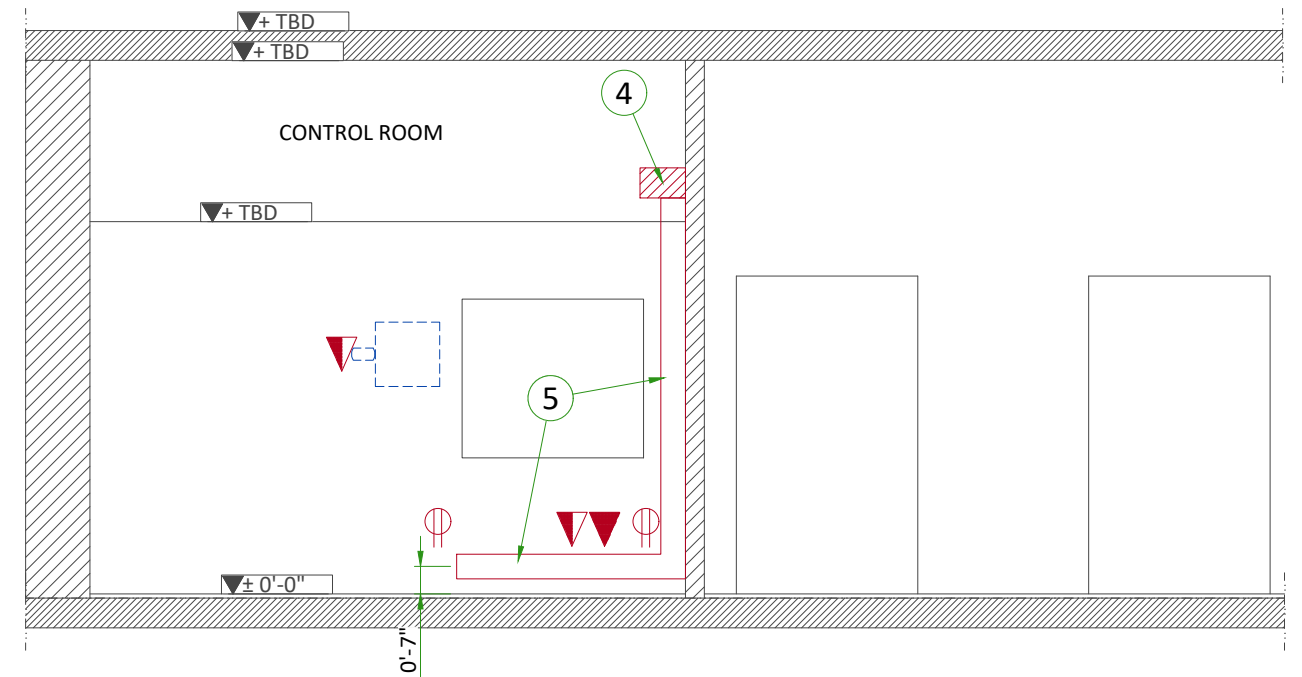 + TBD
+ TBD
4
CONTROL ROOM
+ TBD
5
± 0'-0"
0'-7"